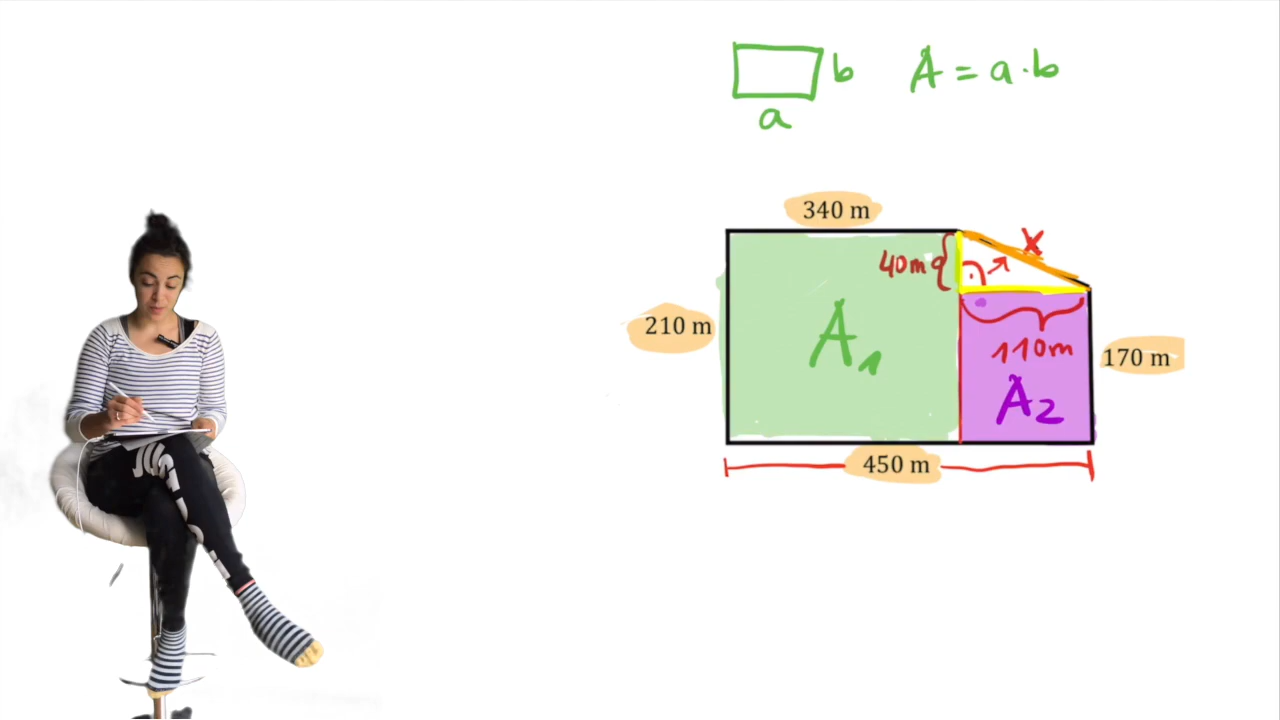 b A = a·b
a
340 m
x
40m
210 m
A₁
110m
170 m
A₂
450 m